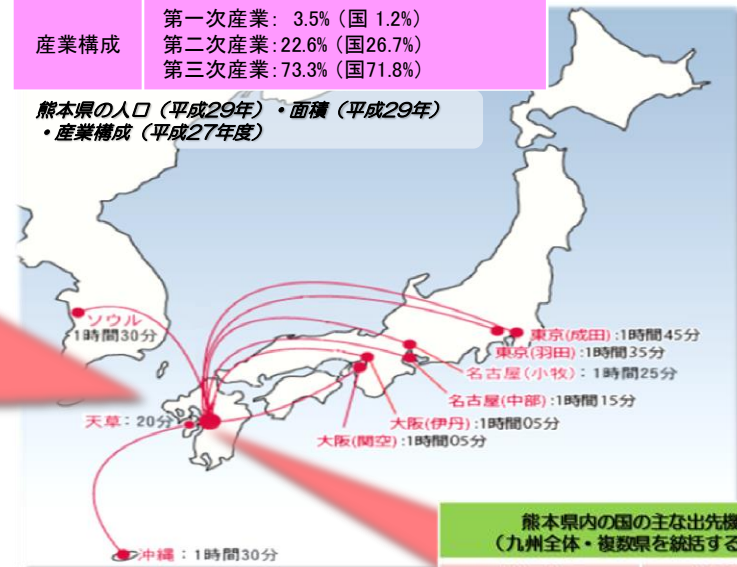 産業構成
第一次産業： 3.5%（国 1.2%）
第二次産業：22.6%（国26.7%）
第三次産業：73.3%（国71.8%）
熊本県の人口（平成29年）・面積（平成29年）
・産業構成（平成27年度）
ソウル
1時間30分
東京(成田)：1時間45分
東京(羽田)：1時間35分
名古屋(小牧)：1時間25分
名古屋(中部)：1時間15分
大阪(伊丹)：1時間05分
大阪(関空)：1時間05分
天草：20分
沖縄：1時間30分
熊本県内の国の主な出先機
（九州全体・複数県を統括する